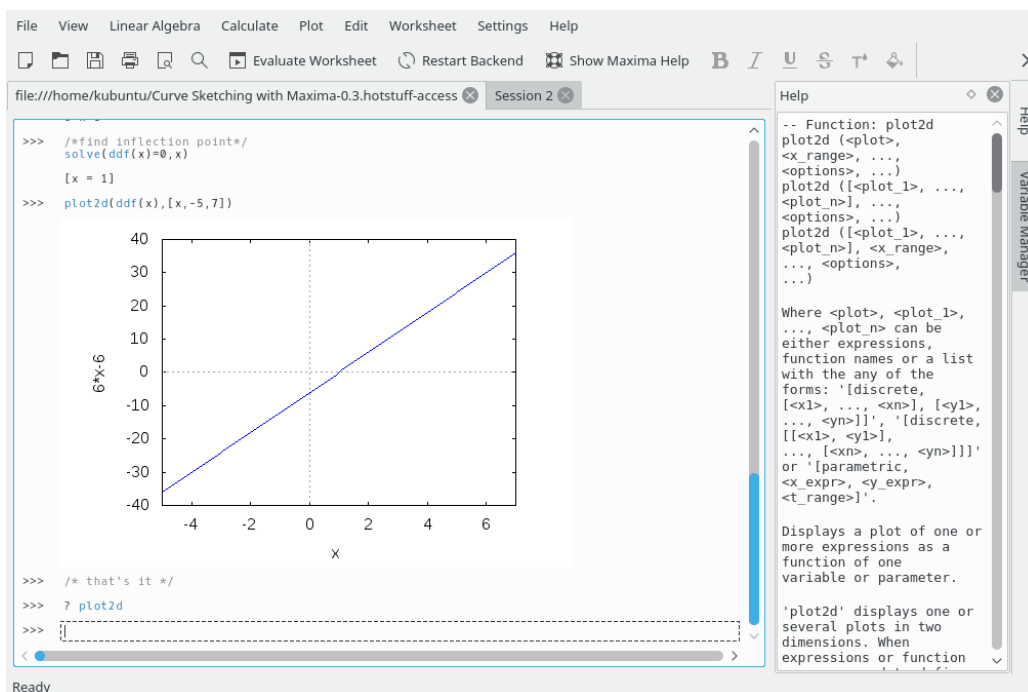 File View Linear Algebra Calculate Plot Edit Worksheet Settings Help
Evaluate Worksheet Restart Backend Show Maxima Help B I U S T
file:///home/kubuntu/Curve Sketching with Maxima-0.3.hotstuff-access Session 2
>>> /*find inflection point*/
solve(ddf(x)=0,x)
[x = 1]
>>> plot2d(ddf(x),[x,-5,7])
40
30
20
10
0
-10
-20
-30
-40
6*x-6
-4 -2 0 2 4 6
x
>>> /* that's it */
>>> ? plot2d
>>>
Help
-- Function: plot2d
plot2d (<plot>,
<x_range>, ...,
<options>, ...)
plot2d ([<plot_1>, ...,
<plot_n>], ...,
<options>, ...)
plot2d ([<plot_1>, ...,
<plot_n>], <x_range>,
..., <options>,
...)
Where <plot>, <plot_1>,
..., <plot_n> can be
either expressions,
function names or a list
with the any of the
forms: '[discrete,
[<x1>, ..., <xn>], [<y1>,
..., <yn>]]', '[discrete,
[[<x1>, <y1>],
..., [<xn>, ..., <yn>]]]'
or '[parametric,
<x_expr>, <y_expr>,
<t_range>]'.
Displays a plot of one or
more expressions as a
function of one
variable or parameter.
'plot2d' displays one or
several plots in two
dimensions. When
expressions or function
Help
Variable Manager
Ready